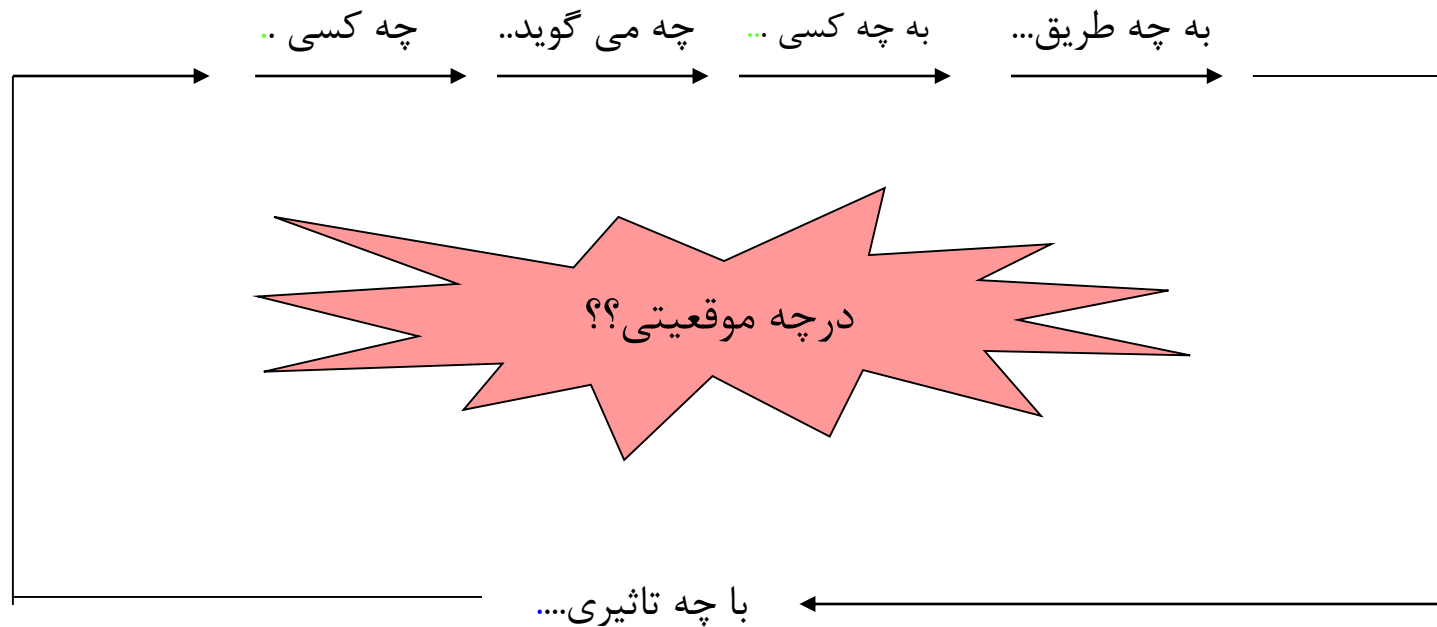 چه کسی ..
چه می گوید..
به چه کسی ...
به چه طریق...
درچه موقعیتی؟؟
با چه تاثیری....